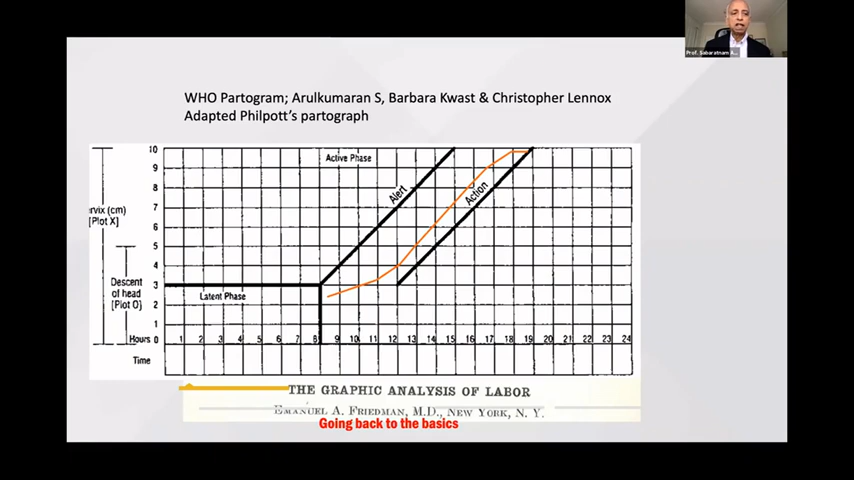 Prof. Sabaratnam A...
WHO Partogram; Arulkumaran S, Barbara Kwast & Christopher Lennox
Adapted Philpott's partograph
10
Active Phase
9
8
Alert
Action
7
ervix (cm)
[Plot X]
6
5
4
Descent
of head
[Plot O]
3
Latent Phase
2
1
Hours 0 1 2 3 4 5 6 7 8 9 10 11 12 13 14 15 16 17 18 19 20 21 22 23 24
Time
THE GRAPHIC ANALYSIS OF LABOR
EMANUEL A. FRIEDMAN, M.D., NEW YORK, N. Y.
Going back to the basics